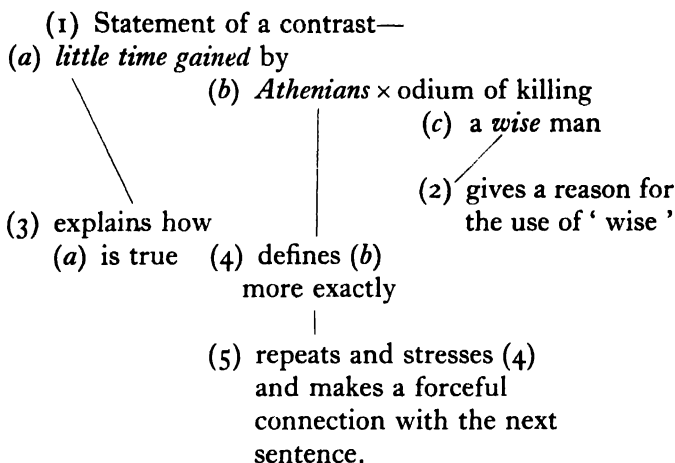 (1) Statement of a contrast—
(a) little time gained by
(b) Athenians × odium of killing
(c) a wise man
(2) gives a reason for
the use of ‘ wise ’
(3) explains how
(a) is true
(4) defines (b)
more exactly
(5) repeats and stresses (4)
and makes a forceful
connection with the next
sentence.